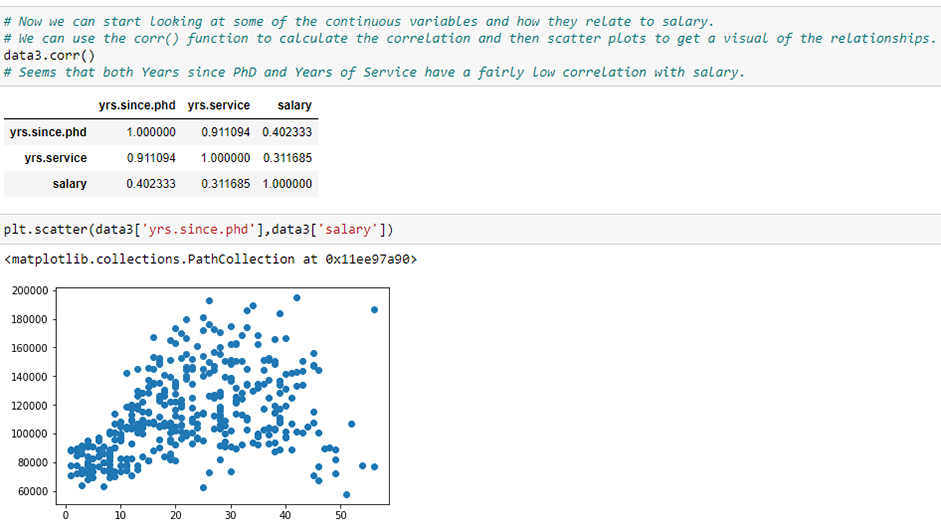 # Now we can start looking at some of the continuous variables and how they relate to salary.
# We can use the corr() function to calculate the correlation and then scatter plots to get a visual of the relationships.
data3.corr()
# Seems that both Years since PhD and Years of Service have a fairly low correlation with salary.
yrs.since.phd yrs.service salary
yrs.since.phd 1.000000 0.911094 0.402333
yrs.service 0.911094 1.000000 0.311685
salary 0.402333 0.311685 1.000000
plt.scatter(data3['yrs.since.phd'],data3['salary'])
<matplotlib.collections.PathCollection at 0x11ee97a90>
200000
180000
160000
140000
120000
100000
80000
60000
0 10 20 30 40 50